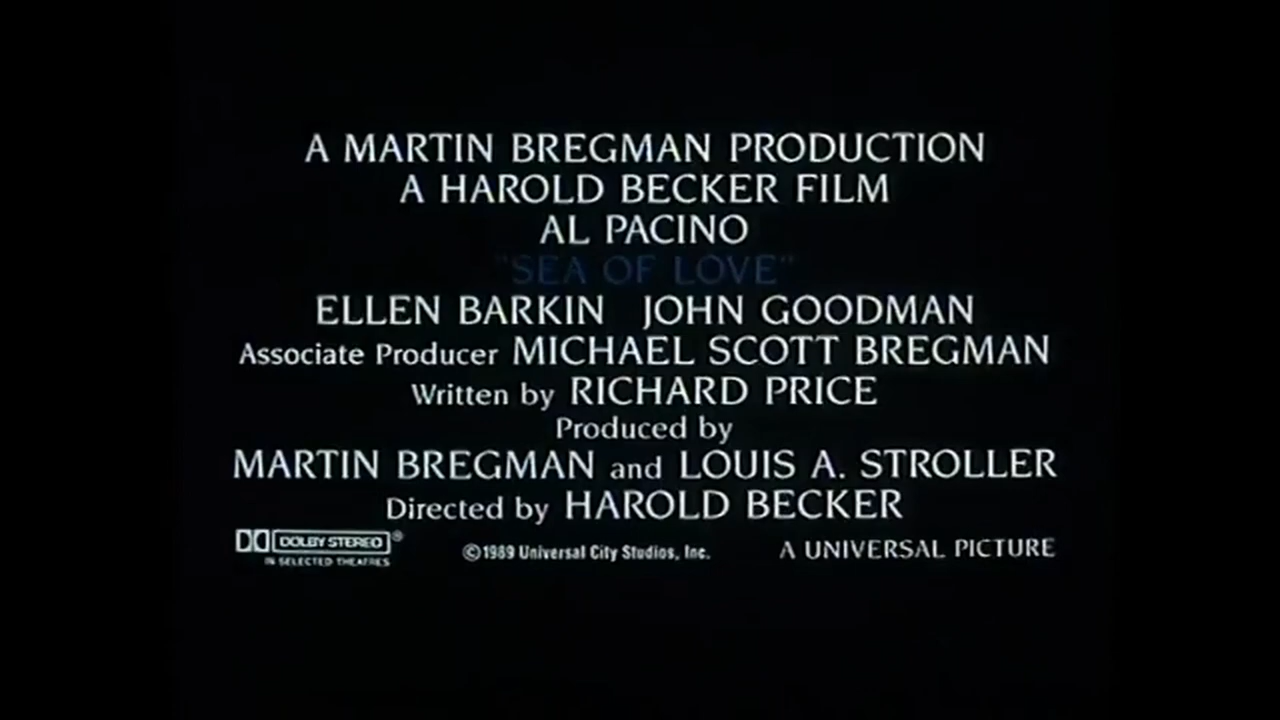 A MARTIN BREGMAN PRODUCTION
A HAROLD BECKER FILM
AL PACINO
"SEA OF LOVE"
ELLEN BARKIN JOHN GOODMAN
Associate Producer MICHAEL SCOTT BREGMAN
Written by RICHARD PRICE
Produced by
MARTIN BREGMAN and LOUIS A. STROLLER
Directed by HAROLD BECKER
DOLBY STEREO®
IN SELECTED THEATRES
©1989 Universal City Studios, Inc.
A UNIVERSAL PICTURE